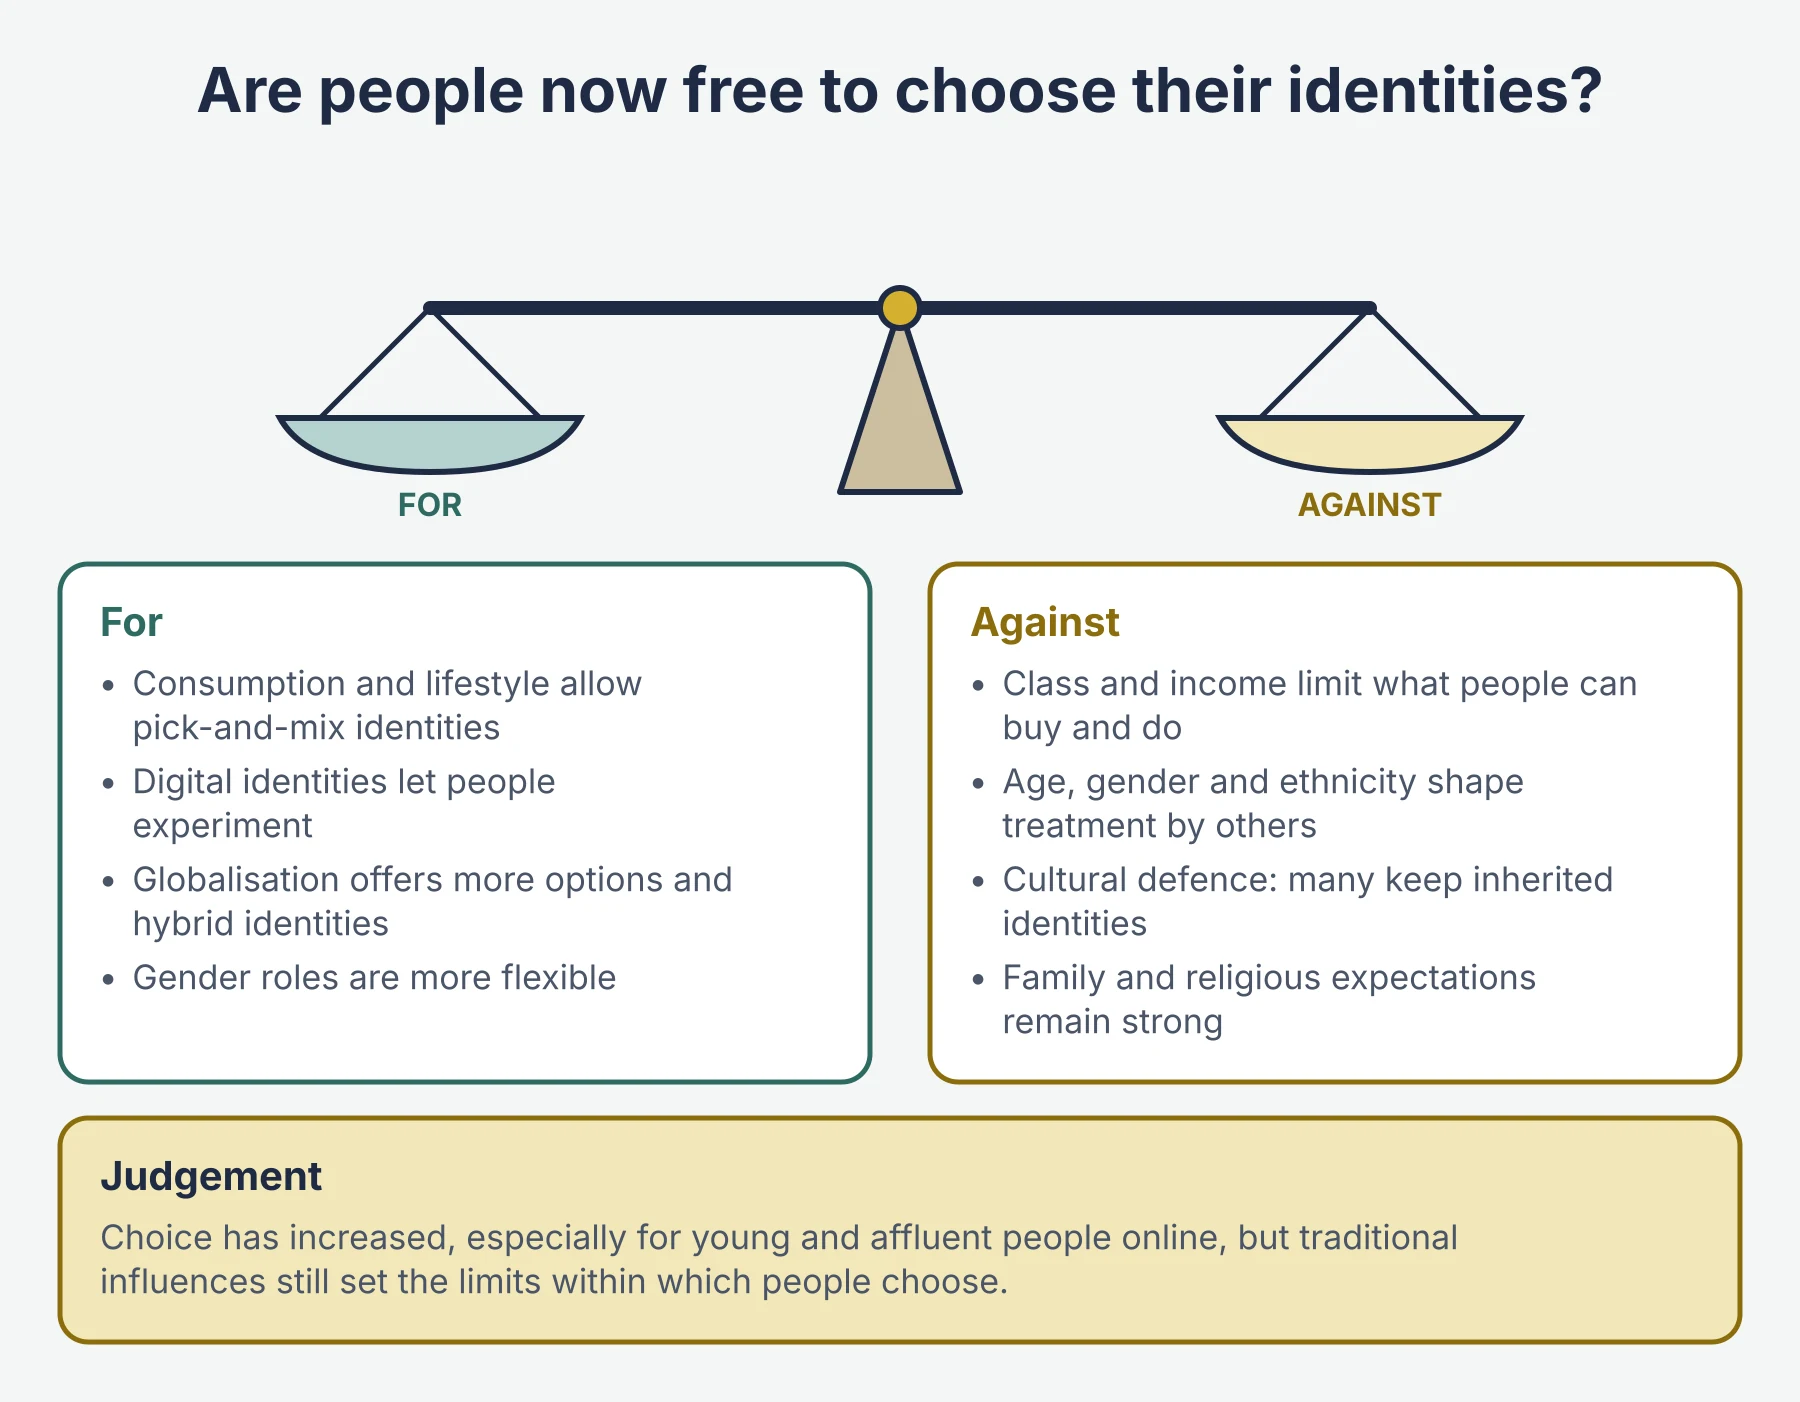 Are people now free to choose their identities?
FOR
AGAINST
For
• Consumption and lifestyle allow
pick-and-mix identities
• Digital identities let people
experiment
• Globalisation offers more options and
hybrid identities
• Gender roles are more flexible
Against
• Class and income limit what people can
buy and do
• Age, gender and ethnicity shape
treatment by others
• Cultural defence: many keep inherited
identities
• Family and religious expectations
remain strong
Judgement
Choice has increased, especially for young and affluent people online, but traditional
influences still set the limits within which people choose.